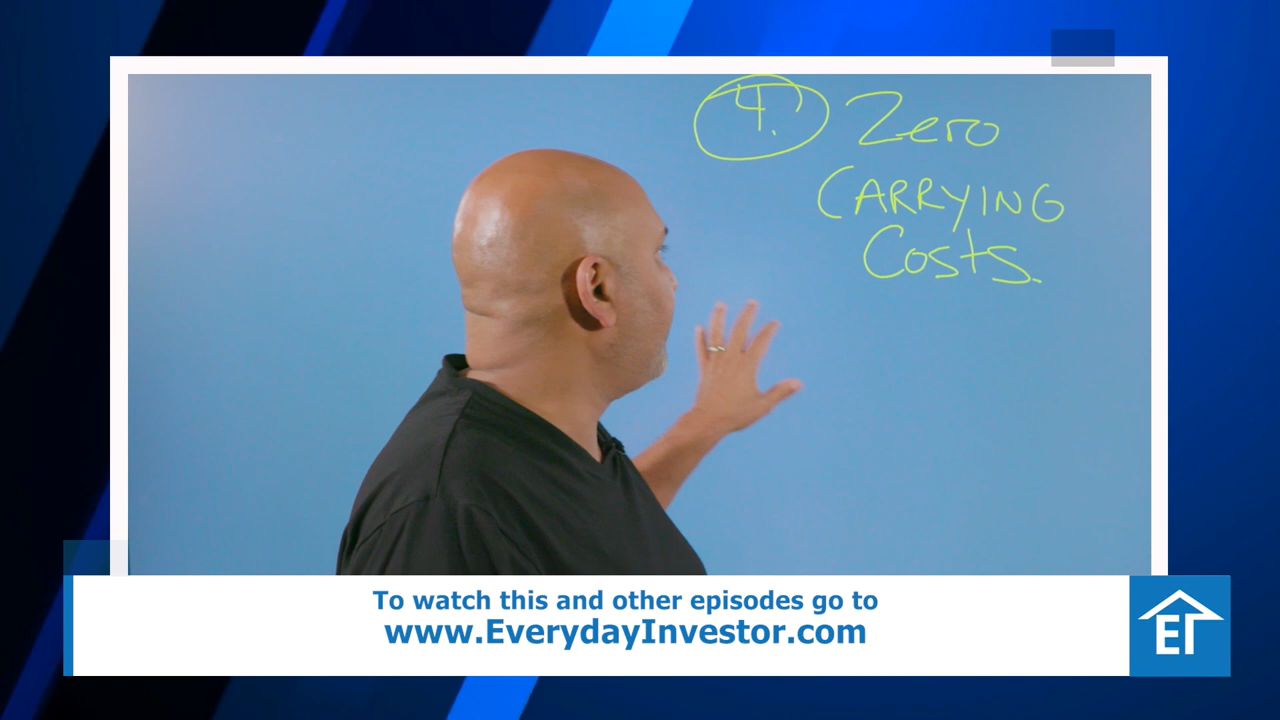 4. Zero
CARRYING
Costs.
To watch this and other episodes go to
www.EverydayInvestor.com
EI